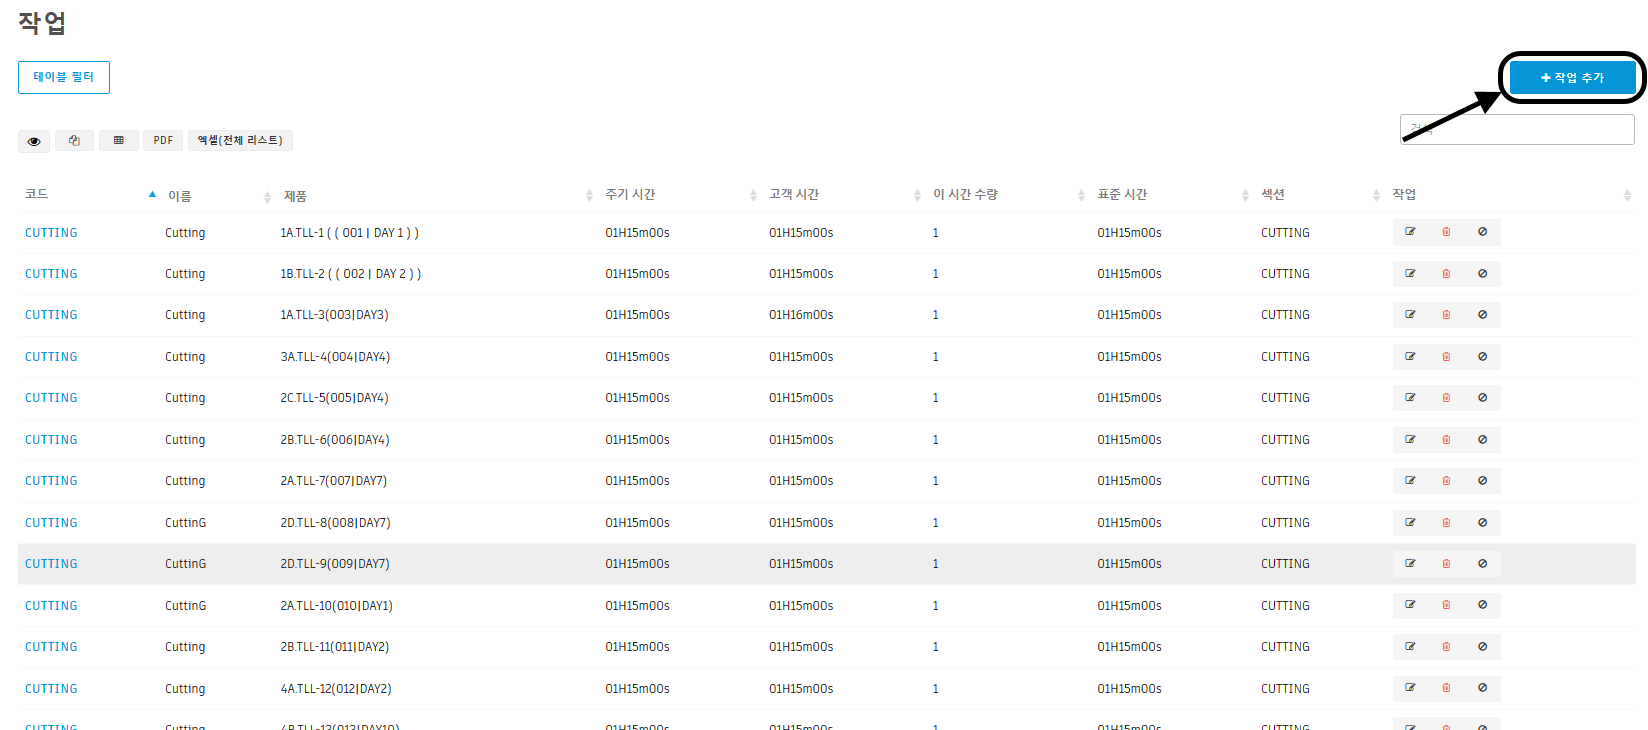 작업
테이블 필터
작업 추가
검색
PDF 엑셀(전체 리스트)
코드 이름 제품 주기 시간 고객 시간 이 시간 수량 표준 시간 섹션 작업
CUTTING Cutting 1A.TLL-1 ( ( 001 | DAY 1 ) ) 01H15m00s 01H15m00s 1 01H15m00s CUTTING
CUTTING Cutting 1B.TLL-2 ( ( 002 | DAY 2 ) ) 01H15m00s 01H15m00s 1 01H15m00s CUTTING
CUTTING Cutting 1A.TLL-3(003|DAY3) 01H15m00s 01H16m00s 1 01H15m00s CUTTING
CUTTING Cutting 3A.TLL-4(004|DAY4) 01H15m00s 01H15m00s 1 01H15m00s CUTTING
CUTTING Cutting 2C.TLL-5(005|DAY4) 01H15m00s 01H15m00s 1 01H15m00s CUTTING
CUTTING Cutting 2B.TLL-6(006|DAY4) 01H15m00s 01H15m00s 1 01H15m00s CUTTING
CUTTING Cutting 2A.TLL-7(007|DAY7) 01H15m00s 01H15m00s 1 01H15m00s CUTTING
CUTTING CuttinG 2D.TLL-8(008|DAY7) 01H15m00s 01H15m00s 1 01H15m00s CUTTING
CUTTING CuttinG 2D.TLL-9(009|DAY7) 01H15m00s 01H15m00s 1 01H15m00s CUTTING
CUTTING CuttinG 2A.TLL-10(010|DAY1) 01H15m00s 01H15m00s 1 01H15m00s CUTTING
CUTTING Cutting 2B.TLL-11(011|DAY2) 01H15m00s 01H15m00s 1 01H15m00s CUTTING
CUTTING Cutting 4A.TLL-12(012|DAY2) 01H15m00s 01H15m00s 1 01H15m00s CUTTING
CUTTING Cutting 4B.TLL-13(013|DAY10) 01H15m00s 01H15m00s 1 01H15m00s CUTTING